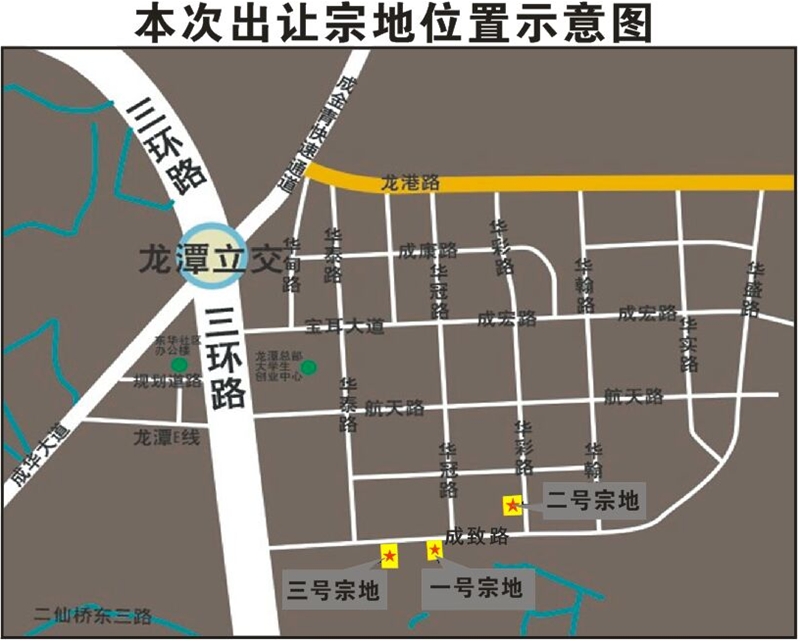 本次出让宗地位置示意图
三环路
成金青快速通道
龙港路
龙潭立交
华甸路
华泰路
成康路
华冠路
华彩路
华翰路
华盛路
三环路
宝耳大道
成宏路
成宏路
华实路
东华社区
办公楼
龙潭总部
大学生
创业中心
规划道路
华泰路
航天路
航天路
龙潭E线
成华大道
华冠路
华彩路
华翰
二号宗地
成致路
三号宗地
一号宗地
二仙桥东三路